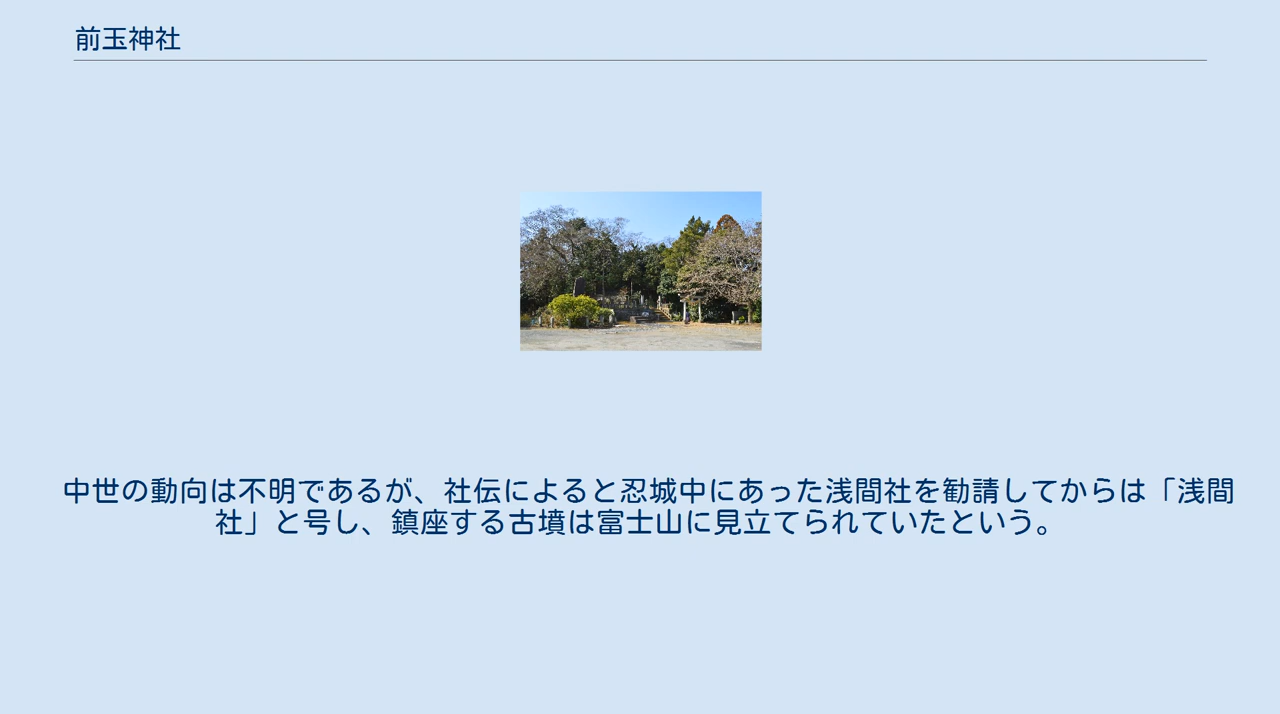 前玉神社
中世の動向は不明であるが、社伝によると忍城中にあった浅間社を勧請してからは「浅間
社」と号し、鎮座する古墳は富士山に見立てられていたという。